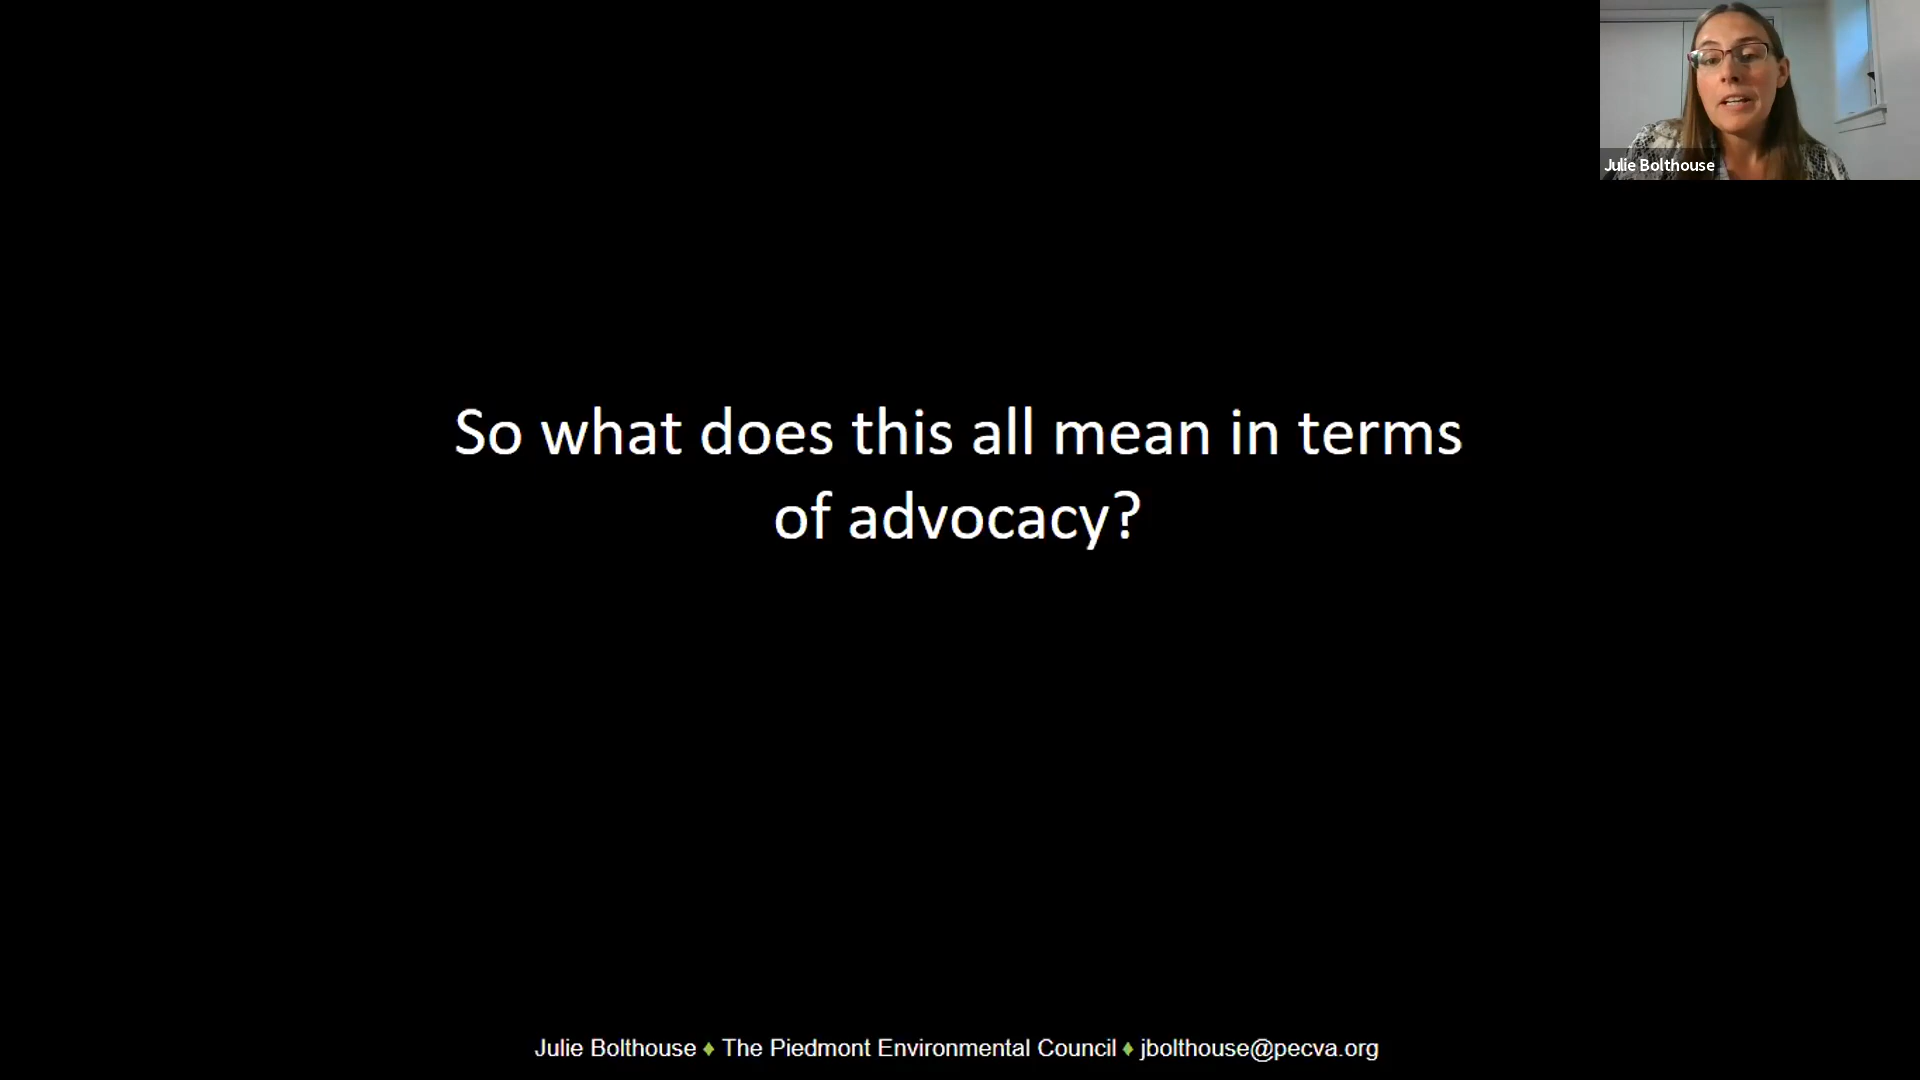 Julie Bolthouse
So what does this all mean in terms
of advocacy?
Julie Bolthouse ♦ The Piedmont Environmental Council ♦ jbolthouse@pecva.org